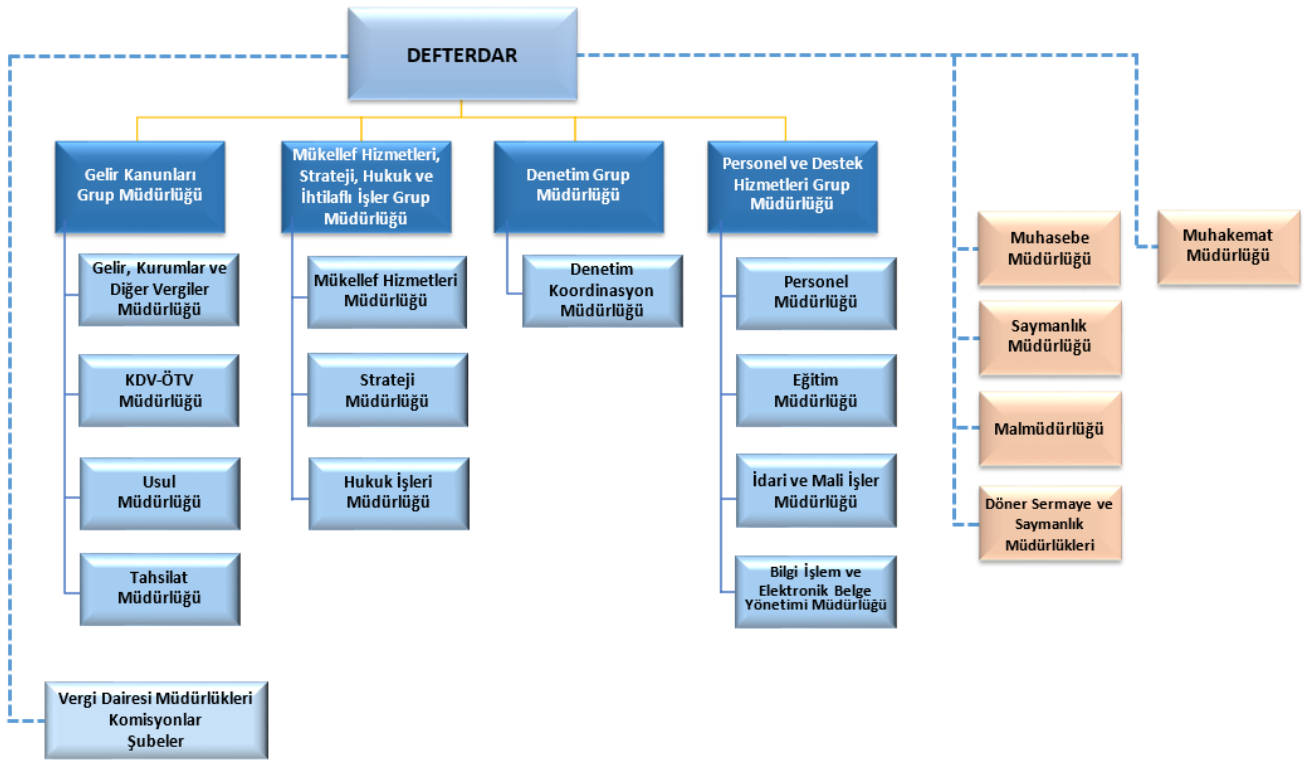 DEFTERDAR
Gelir Kanunları
Grup Müdürlüğü
Gelir, Kurumlar ve
Diğer Vergiler
Müdürlüğü
KDV-ÖTV
Müdürlüğü
Usul
Müdürlüğü
Tahsilat
Müdürlüğü
Mükellef Hizmetleri,
Strateji, Hukuk ve
İhtilaflı İşler Grup
Müdürlüğü
Mükellef Hizmetleri
Müdürlüğü
Strateji
Müdürlüğü
Hukuk İşleri
Müdürlüğü
Denetim Grup
Müdürlüğü
Denetim
Koordinasyon
Müdürlüğü
Personel ve Destek
Hizmetleri Grup
Müdürlüğü
Personel
Müdürlüğü
Eğitim
Müdürlüğü
İdari ve Mali İşler
Müdürlüğü
Bilgi İşlem ve
Elektronik Belge
Yönetimi Müdürlüğü
Muhasebe
Müdürlüğü
Saymanlık
Müdürlüğü
Malmüdürlüğü
Döner Sermaye ve
Saymanlık
Müdürlükleri
Muhakemat
Müdürlüğü
Vergi Dairesi Müdürlükleri
Komisyonlar
Şubeler